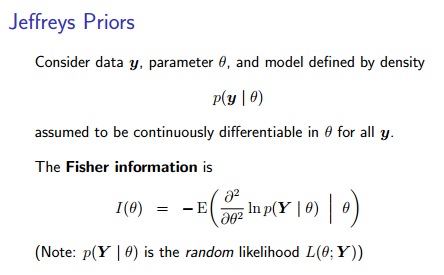 Jeffreys Priors
Consider data y, parameter θ, and model defined by density
p(y | θ)
assumed to be continuously differentiable in θ for all y.
The Fisher information is
I(θ) = − E( ∂²/∂θ² ln p(Y | θ) | θ )
(Note: p(Y | θ) is the random likelihood L(θ; Y))